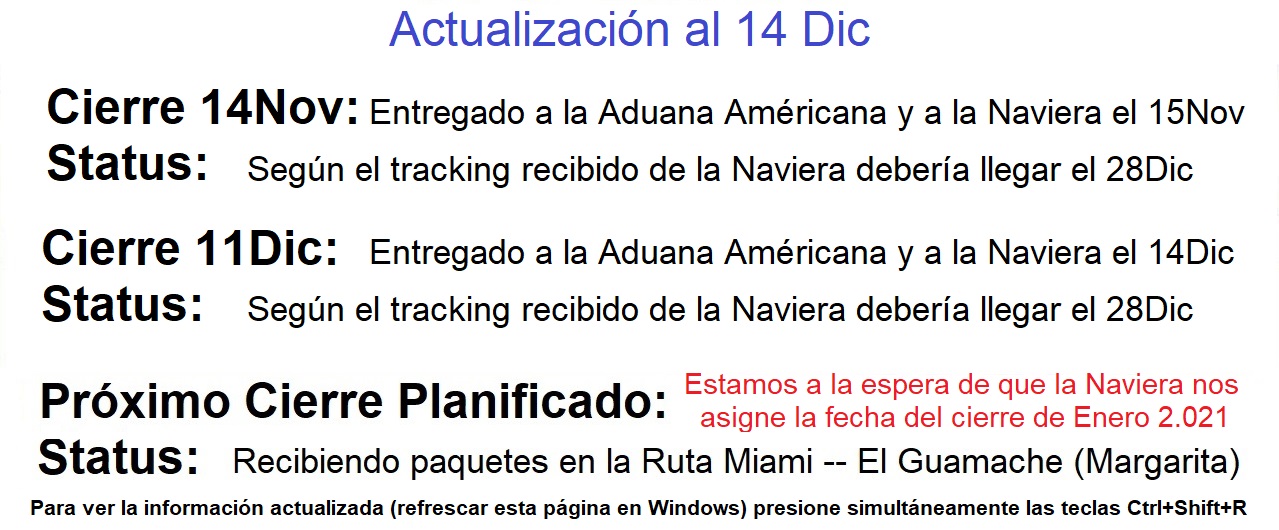 Actualización al 14 Dic
Cierre 14Nov: Entregado a la Aduana Américana y a la Naviera el 15Nov
Status: Según el tracking recibido de la Naviera debería llegar el 28Dic
Cierre 11Dic: Entregado a la Aduana Américana y a la Naviera el 14Dic
Status: Según el tracking recibido de la Naviera debería llegar el 28Dic
Próximo Cierre Planificado: Estamos a la espera de que la Naviera nos
asigne la fecha del cierre de Enero 2.021
Status: Recibiendo paquetes en la Ruta Miami -- El Guamache (Margarita)
Para ver la información actualizada (refrescar esta página en Windows) presione simultáneamente las teclas Ctrl+Shift+R